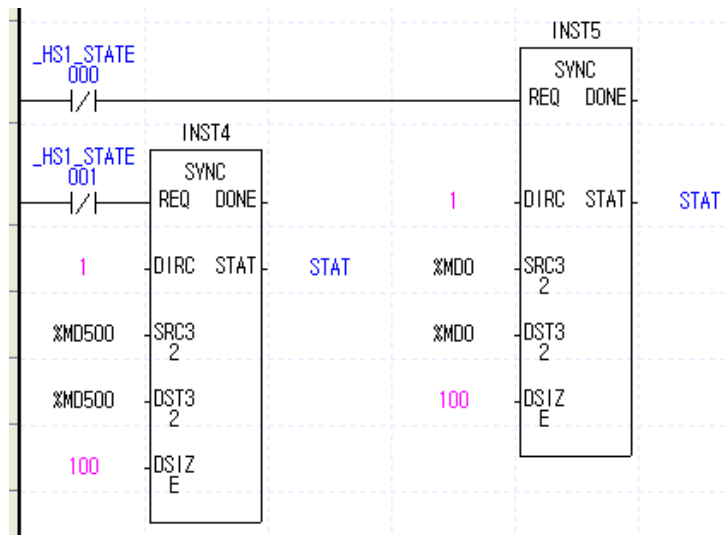 INST5
_HS1_STATE
000
SYNC
REQ DONE
INST4
_HS1_STATE
001
SYNC
REQ DONE
1
DIRC STAT
STAT
1
DIRC STAT
STAT
%MD0
SRC3
2
%MD500
SRC3
2
%MD0
DST3
2
%MD500
DST3
2
100
DSIZ
E
100
DSIZ
E